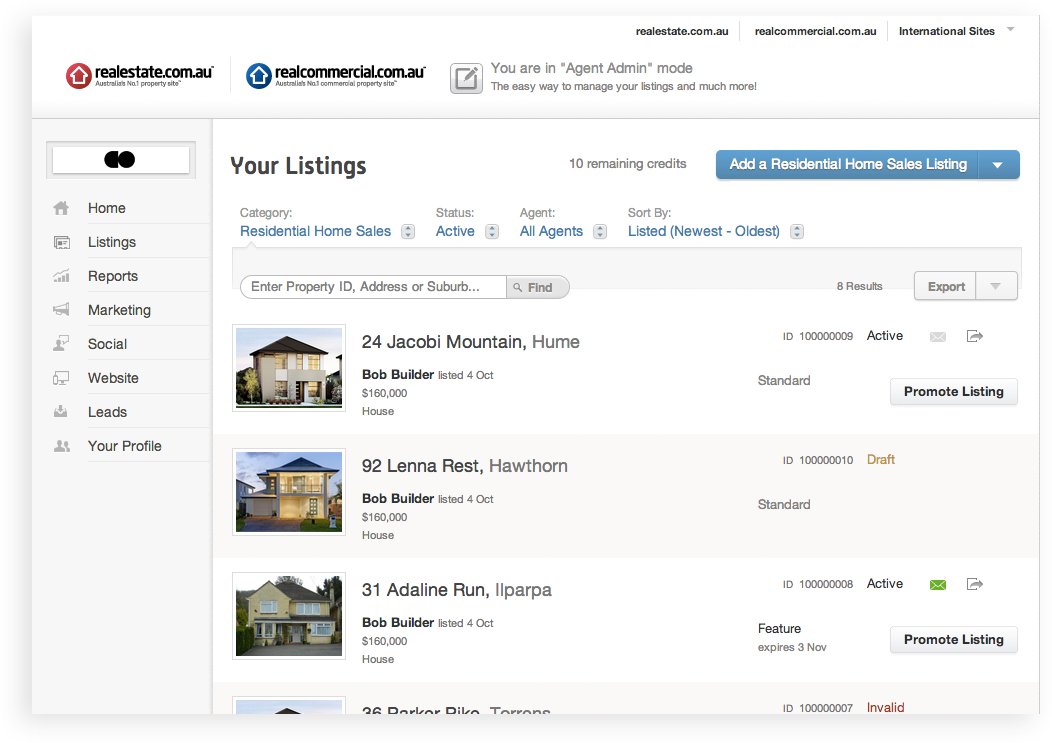 realestate.com.au realcommercial.com.au International Sites
realestate.com.au™ realcommercial.com.au™ You are in "Agent Admin" mode
Australia's No.1 property site™ Australia's No.1 commercial property site™ The easy way to manage your listings and much more!
Home
Listings
Reports
Marketing
Social
Website
Leads
Your Profile
Your Listings 10 remaining credits Add a Residential Home Sales Listing
Category: Status: Agent: Sort By:
Residential Home Sales Active All Agents Listed (Newest - Oldest)
Enter Property ID, Address or Suburb... Find 8 Results Export
24 Jacobi Mountain, Hume ID 100000009 Active
Bob Builder listed 4 Oct Standard
$160,000 Promote Listing
House
92 Lenna Rest, Hawthorn ID 100000010 Draft
Bob Builder listed 4 Oct Standard
$160,000
House
31 Adaline Run, Ilparpa ID 100000008 Active
Bob Builder listed 4 Oct Feature
$160,000 expires 3 Nov Promote Listing
House
36 Parker Pike, Torrens ID 100000007 Invalid